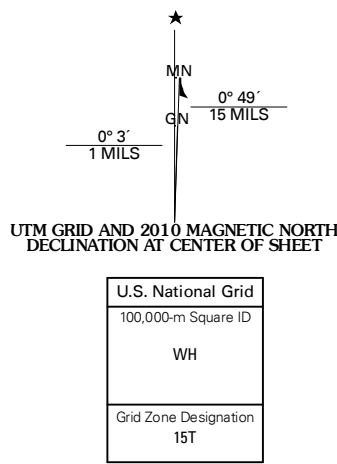 MN
0° 49´
15 MILS
GN
0° 3´
1 MILS
UTM GRID AND 2010 MAGNETIC NORTH
DECLINATION AT CENTER OF SHEET
U.S. National Grid
100,000-m Square ID
WH
Grid Zone Designation
15T